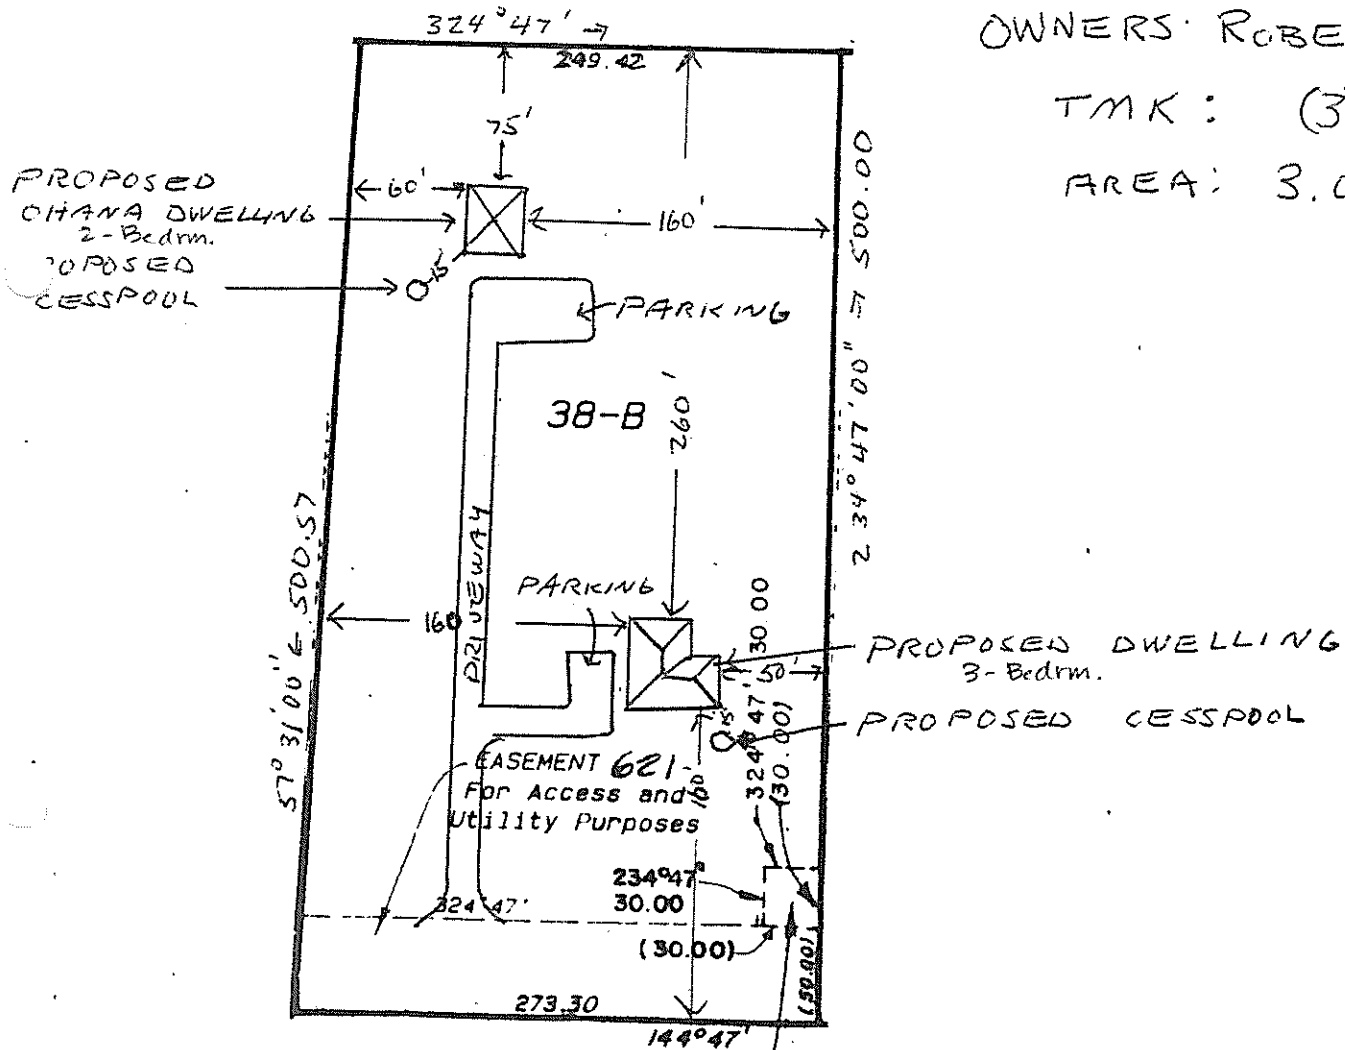 324°47' →
249.42
OWNERS: ROBE
TMK: (3
AREA: 3.0
75'
PROPOSED
OHANA DWELLING
2-Bedrm.
60'
160'
OPOSED
CESSPOOL
15'
PARKING
500.00
234°47'00"
38-B
260'
57°31'00" 500.57
DRIVEWAY
PARKING
160
30.00
324°47'
(30.00)
50'
PROPOSED DWELLING
3-Bedrm.
15'
PROPOSED CESSPOOL
EASEMENT 621-
For Access and
Utility Purposes
100
234°47'
30.00
324°47'
(30.00)
(50.00)
273.30
144°47'